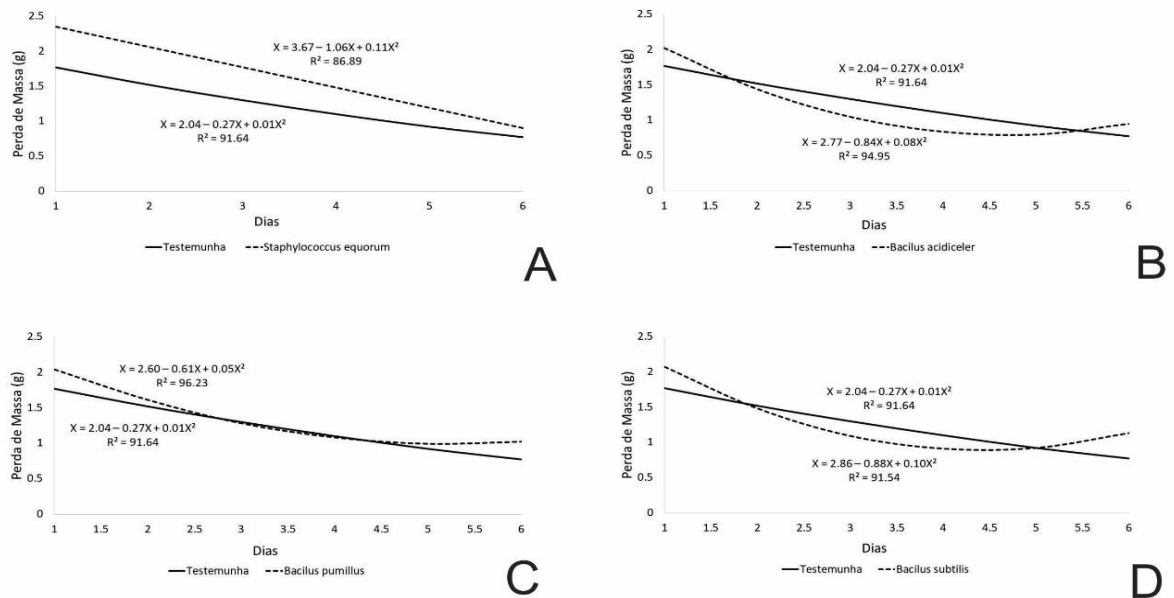 2.5
2
1.5
1
0.5
0
Perda de Massa (g)
X = 3.67 – 1.06X + 0.11X²
R² = 86.89
X = 2.04 – 0.27X + 0.01X²
R² = 91.64
1 2 3 4 5 6
Dias
Testemunha Staphylococcus equorum
A
2.5
2
1.5
1
0.5
0
Perda de Massa (g)
X = 2.04 – 0.27X + 0.01X²
R² = 91.64
X = 2.77 – 0.84X + 0.08X²
R² = 94.95
1 1.5 2 2.5 3 3.5 4 4.5 5 5.5 6
Dias
Testemunha Bacilus acidiceler
B
2.5
2
1.5
1
0.5
0
Perda de Massa (g)
X = 2.60 – 0.61X + 0.05X²
R² = 96.23
X = 2.04 – 0.27X + 0.01X²
R² = 91.64
1 1.5 2 2.5 3 3.5 4 4.5 5 5.5 6
Dias
Testemunha Bacilus pumillus
C
2.5
2
1.5
1
0.5
0
Perda de Massa (g)
X = 2.04 – 0.27X + 0.01X²
R² = 91.64
X = 2.86 – 0.88X + 0.10X²
R² = 91.54
1 1.5 2 2.5 3 3.5 4 4.5 5 5.5 6
Dias
Testemunha Bacilus subtilis
D